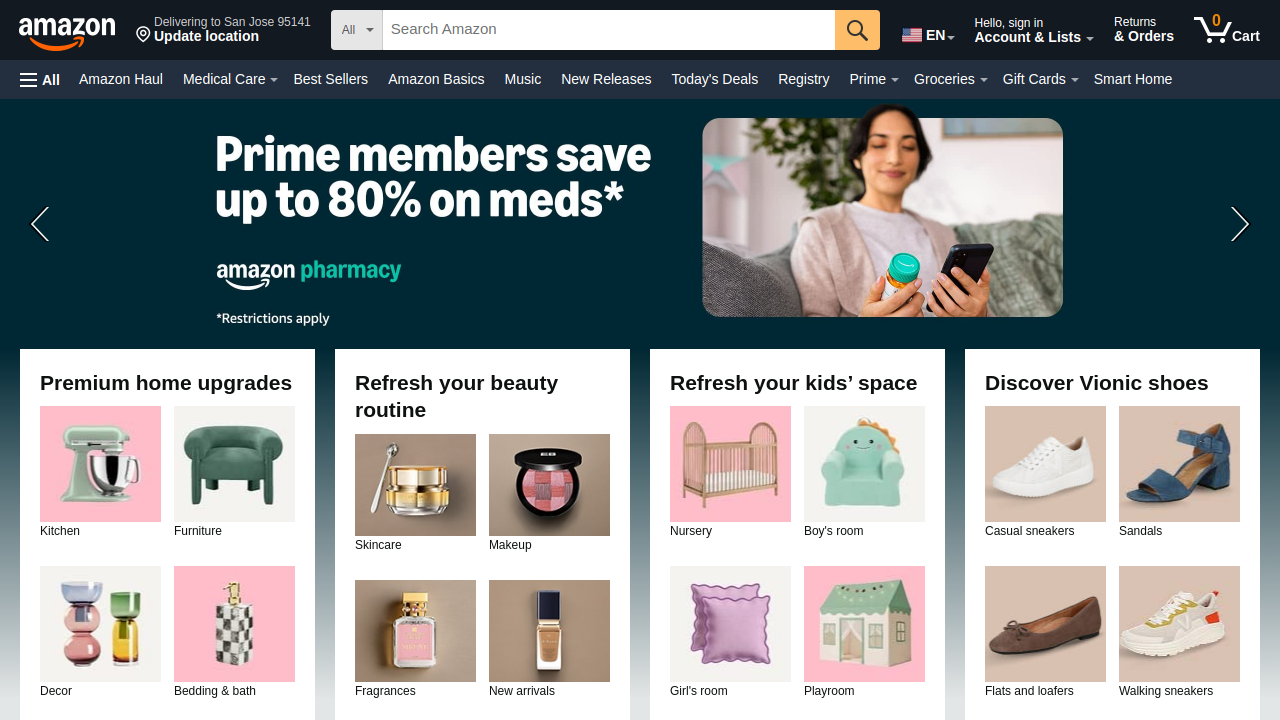 amazon
Delivering to San Jose 95141
Update location
All
Search Amazon
EN
Hello, sign in
Account & Lists
Returns
& Orders
0
Cart
All
Amazon Haul
Medical Care
Best Sellers
Amazon Basics
Music
New Releases
Today's Deals
Registry
Prime
Groceries
Gift Cards
Smart Home
Prime members save
up to 80% on meds*
amazon pharmacy
*Restrictions apply
Premium home upgrades
Kitchen
Furniture
Decor
Bedding & bath
Refresh your beauty
routine
Skincare
Makeup
Fragrances
New arrivals
Refresh your kids’ space
Nursery
Boy's room
Girl's room
Playroom
Discover Vionic shoes
Casual sneakers
Sandals
Flats and loafers
Walking sneakers